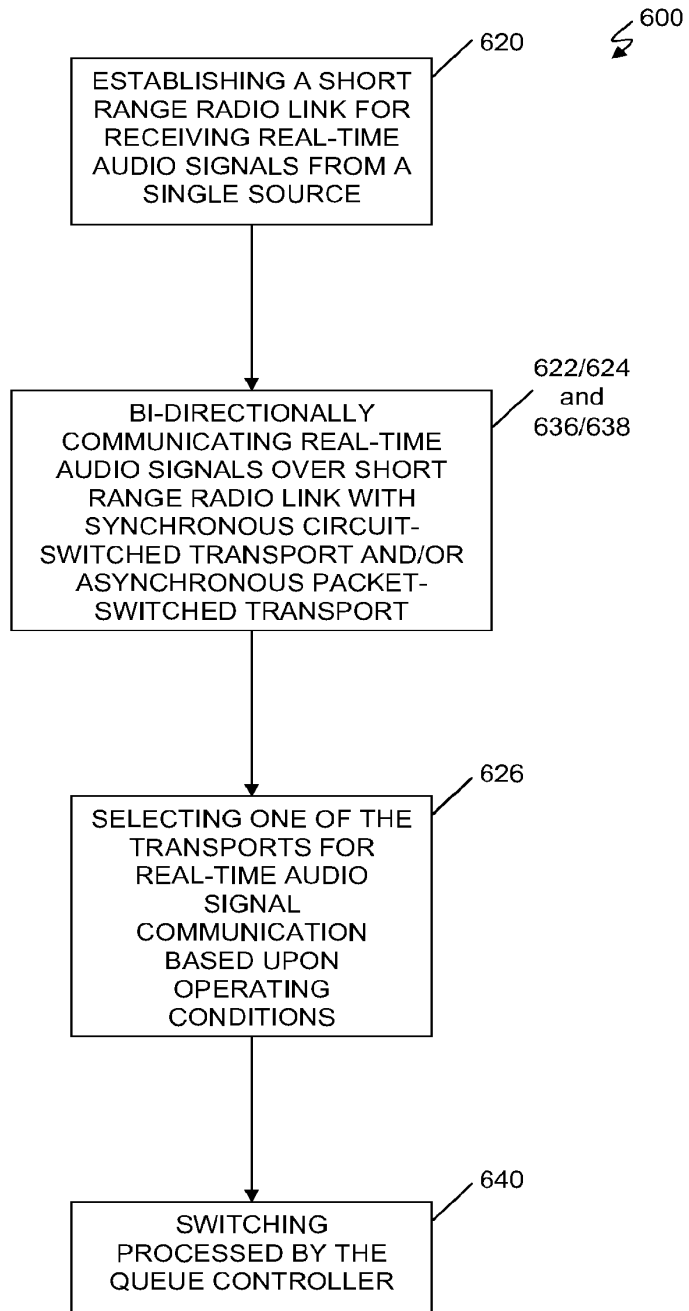 600
620
ESTABLISHING A SHORT
RANGE RADIO LINK FOR
RECEIVING REAL-TIME
AUDIO SIGNALS FROM A
SINGLE SOURCE
622/624
and
636/638
BI-DIRECTIONALLY
COMMUNICATING REAL-TIME
AUDIO SIGNALS OVER SHORT
RANGE RADIO LINK WITH
SYNCHRONOUS CIRCUIT-
SWITCHED TRANSPORT AND/OR
ASYNCHRONOUS PACKET-
SWITCHED TRANSPORT
626
SELECTING ONE OF THE
TRANSPORTS FOR
REAL-TIME AUDIO
SIGNAL
COMMUNICATION
BASED UPON
OPERATING
CONDITIONS
640
SWITCHING
PROCESSED BY THE
QUEUE CONTROLLER